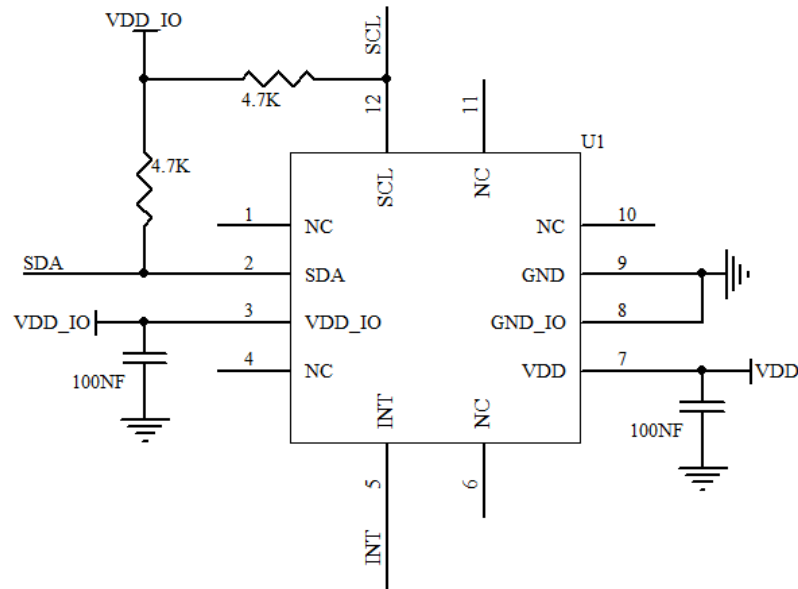 VDD_IO
SCL
4.7K
12
11
4.7K
U1
SCL
NC
1
NC
NC
10
SDA
2
SDA
GND
9
VDD_IO
3
VDD_IO
GND_IO
8
4
NC
VDD
7
VDD
100NF
INT
NC
100NF
5
6
INT